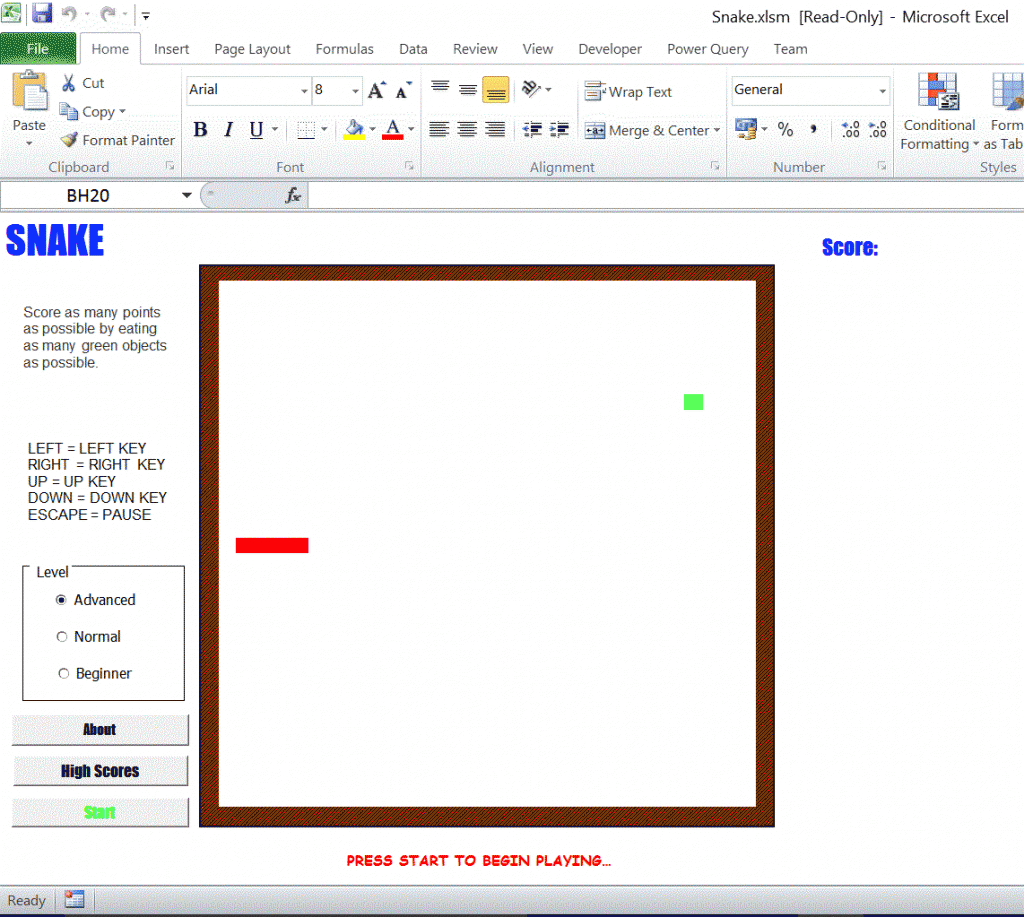 Snake.xlsm [Read-Only] - Microsoft Excel
File Home Insert Page Layout Formulas Data Review View Developer Power Query Team
Paste
Cut
Copy
Format Painter
Clipboard
Arial 8
B I U A
Font
Wrap Text
Merge & Center
Alignment
General
% , .00 .00
Number
Conditional
Formatting
Form
as Tab
Styles
BH20 fx
SNAKE
Score:
Score as many points
as possible by eating
as many green objects
as possible.
LEFT = LEFT KEY
RIGHT = RIGHT KEY
UP = UP KEY
DOWN = DOWN KEY
ESCAPE = PAUSE
Level
Advanced
Normal
Beginner
About
High Scores
Start
PRESS START TO BEGIN PLAYING...
Ready